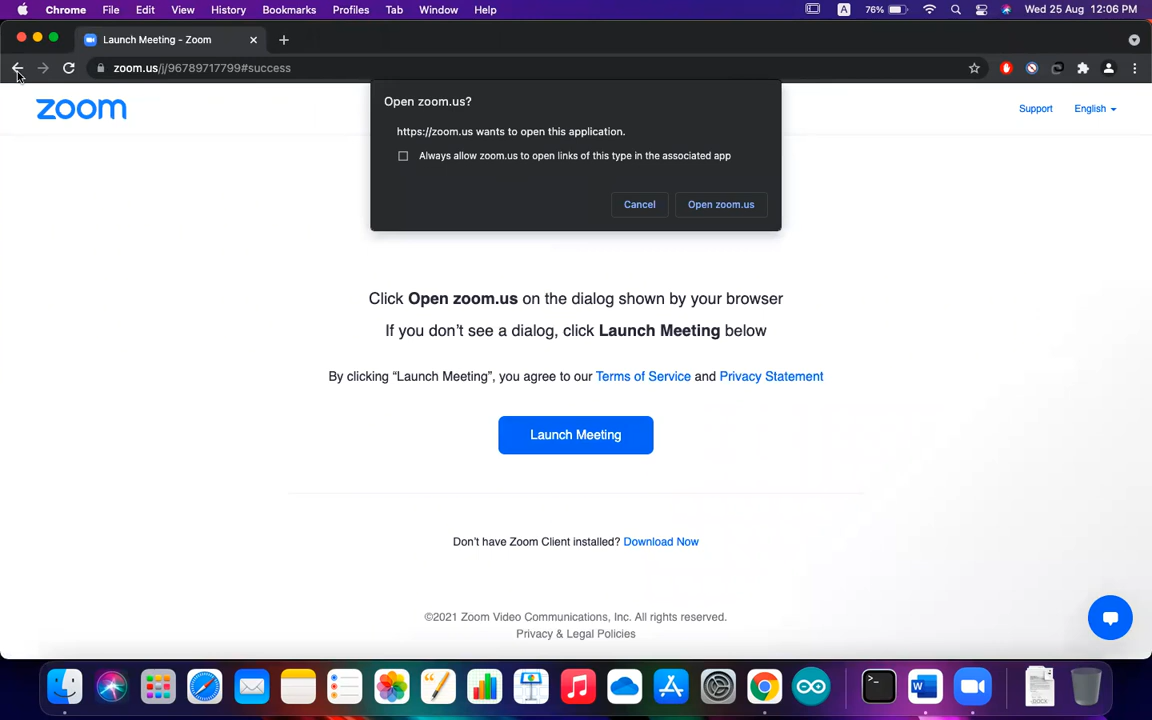 Chrome File Edit View History Bookmarks Profiles Tab Window Help A 76% Wed 25 Aug 12:06 PM
Launch Meeting - Zoom
zoom.us/j/96789717799#success
zoom Support English
Open zoom.us?
https://zoom.us wants to open this application.
Always allow zoom.us to open links of this type in the associated app
Cancel Open zoom.us
Click Open zoom.us on the dialog shown by your browser
If you don’t see a dialog, click Launch Meeting below
By clicking “Launch Meeting”, you agree to our Terms of Service and Privacy Statement
Launch Meeting
Don’t have Zoom Client installed? Download Now
©2021 Zoom Video Communications, Inc. All rights reserved.
Privacy & Legal Policies
>_
W
DOCX